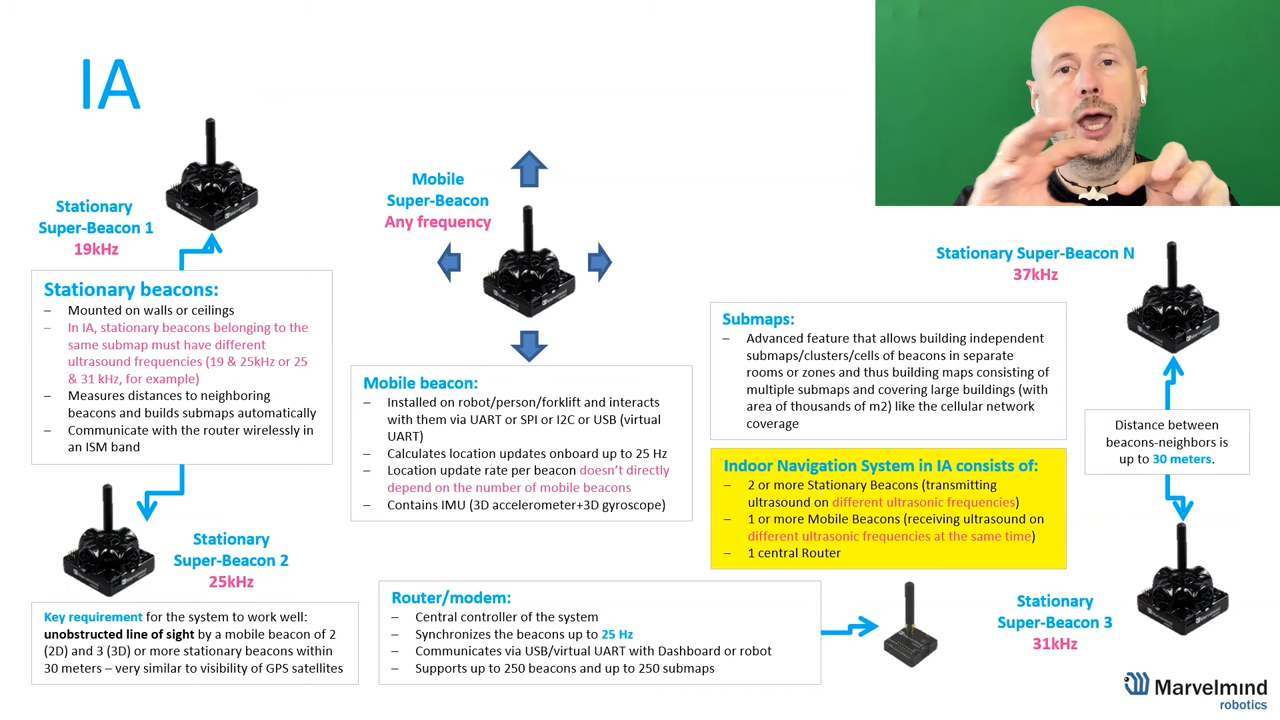 IA
Stationary
Super-Beacon 1
19kHz
Mobile
Super-Beacon
Any frequency
Stationary Super-Beacon N
37kHz
Stationary beacons:
– Mounted on walls or ceilings
– In IA, stationary beacons belonging to the
same submap must have different
ultrasound frequencies (19 & 25kHz or 25
& 31 kHz, for example)
– Measures distances to neighboring
beacons and builds submaps automatically
– Communicate with the router wirelessly in
an ISM band
Mobile beacon:
– Installed on robot/person/forklift and interacts
with them via UART or SPI or I2C or USB (virtual
UART)
– Calculates location updates onboard up to 25 Hz
– Location update rate per beacon doesn't directly
depend on the number of mobile beacons
– Contains IMU (3D accelerometer+3D gyroscope)
Submaps:
– Advanced feature that allows building independent
submaps/clusters/cells of beacons in separate
rooms or zones and thus building maps consisting of
multiple submaps and covering large buildings (with
area of thousands of m2) like the cellular network
coverage
Distance between
beacons-neighbors is
up to 30 meters.
Indoor Navigation System in IA consists of:
– 2 or more Stationary Beacons (transmitting
ultrasound on different ultrasonic frequencies)
– 1 or more Mobile Beacons (receiving ultrasound on
different ultrasonic frequencies at the same time)
– 1 central Router
Stationary
Super-Beacon 2
25kHz
Key requirement for the system to work well:
unobstructed line of sight by a mobile beacon of 2
(2D) and 3 (3D) or more stationary beacons within
30 meters – very similar to visibility of GPS satellites
Router/modem:
– Central controller of the system
– Synchronizes the beacons up to 25 Hz
– Communicates via USB/virtual UART with Dashboard or robot
– Supports up to 250 beacons and up to 250 submaps
Stationary
Super-Beacon 3
31kHz
Marvelmind
robotics